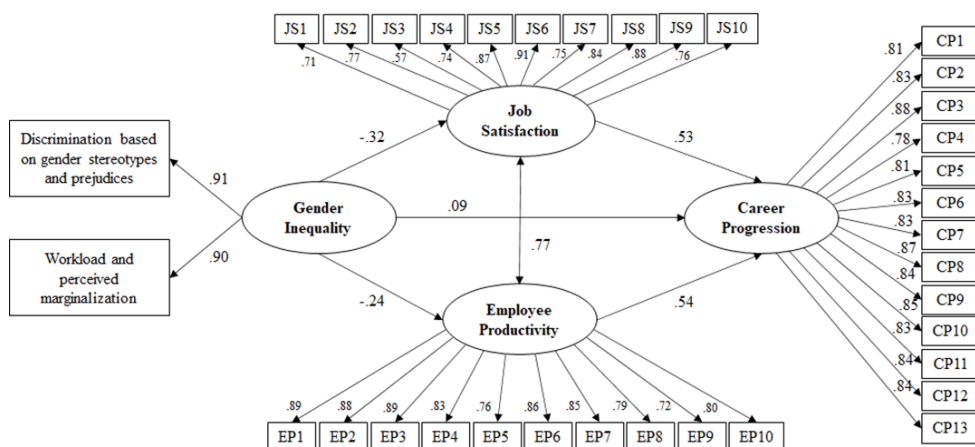 JS1 JS2 JS3 JS4 JS5 JS6 JS7 JS8 JS9 JS10
.71 .77 .57 .74 .87 .91 .75 .84 .88 .76
Job
Satisfaction
Discrimination based
on gender stereotypes
and prejudices
Workload and
perceived
marginalization
.91
.90
Gender
Inequality
-.32
-.24
.09
.77
.53
.54
Career
Progression
Employee
Productivity
.89 .88 .89 .83 .76 .86 .85 .79 .72 .80
EP1 EP2 EP3 EP4 EP5 EP6 EP7 EP8 EP9 EP10
.81 CP1
.83 CP2
.88 CP3
.78 CP4
.81 CP5
.83 CP6
.83 CP7
.87 CP8
.84 CP9
.85 CP10
.83 CP11
.84 CP12
.84 CP13